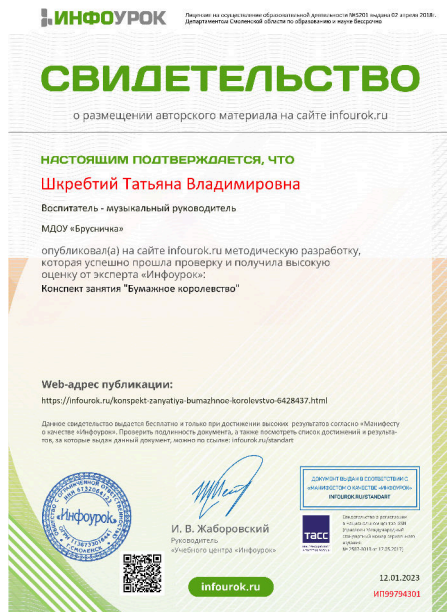 ИНФОУРОК
Лицензия на осуществление образовательной деятельности №5201 выдана 02 апреля 2018г.
Департаментом Смоленской области по образованию и науке бессрочно
СВИДЕТЕЛЬСТВО
о размещении авторского материала на сайте infourok.ru
НАСТОЯЩИМ ПОДТВЕРЖДАЕТСЯ, ЧТО
Шкребтий Татьяна Владимировна
Воспитатель - музыкальный руководитель
МДОУ «Брусничка»
опубликовал(а) на сайте infourok.ru методическую разработку,
которая успешно прошла проверку и получила высокую
оценку от эксперта «Инфоурок»:
Конспект занятия "Бумажное королевство"
Web-адрес публикации:
https://infourok.ru/konspekt-zanyatiya-bumazhnoe-korolevstvo-6428437.html
Данное свидетельство выдается бесплатно и только при достижении высоких результатов согласно «Манифесту
о качестве «Инфоурок». Проверить подлинность документа, а также посмотреть список достижений и результа-
тов, за которые выдан данный документ, можно по ссылке: infourok.ru/standart
ДОКУМЕНТ ВЫДАН В СООТВЕТСТВИИ С
«МАНИФЕСТОМ О КАЧЕСТВЕ «ИНФОУРОК»
INFOUROK.RU/STANDART
«Инфоурок»
И. В. Жаборовский
Руководитель
«Учебного центра «Инфоурок»
ТАСС
Свидетельство о регистрации
infourok.ru
12.01.2023
ИП99794301